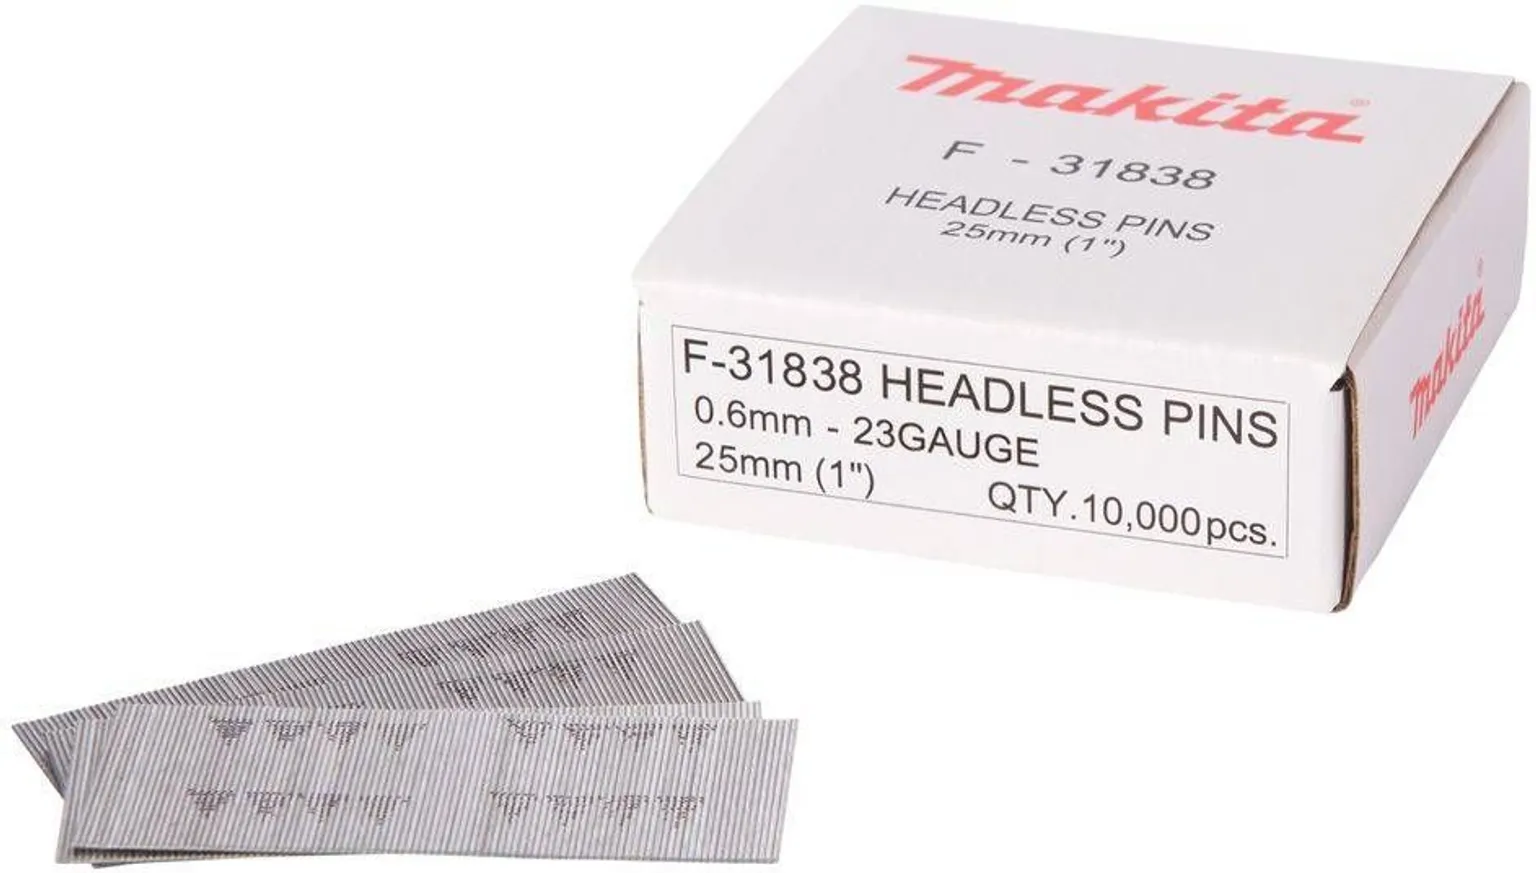 makita®
F - 31838
HEADLESS PINS
25mm (1")
F-31838 HEADLESS PINS
0.6mm - 23GAUGE
25mm (1")
QTY.10,000pcs.
makita®